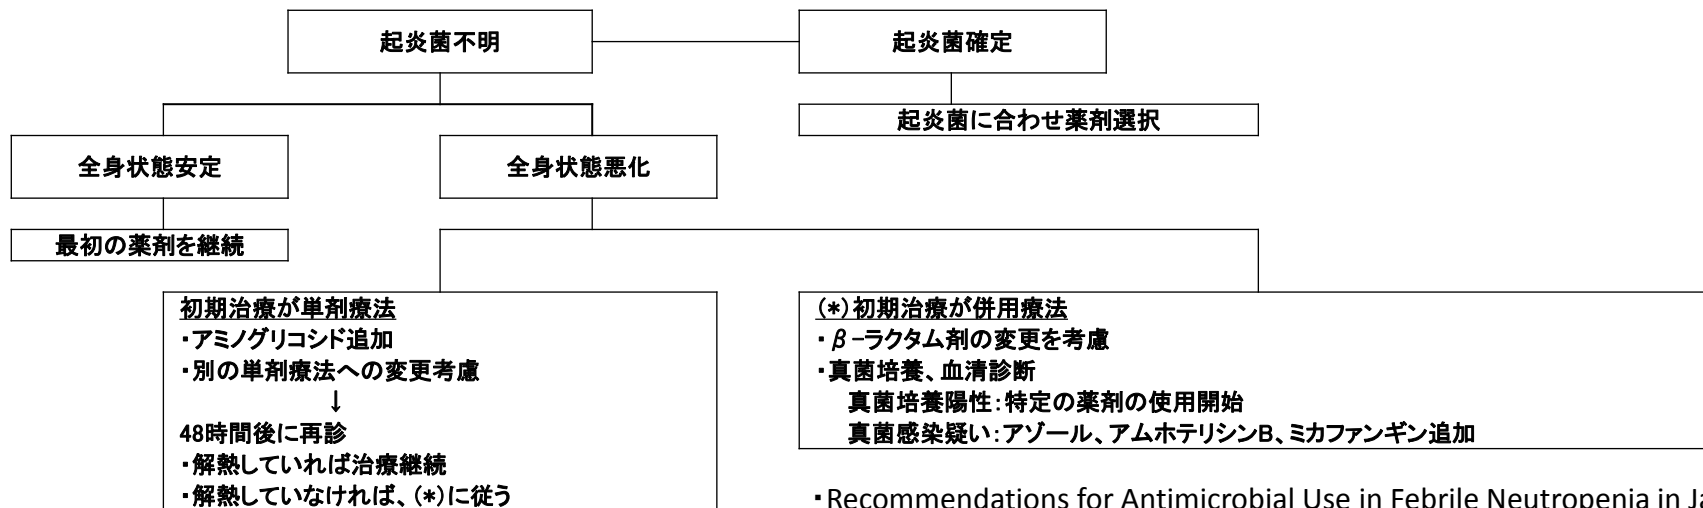 起炎菌不明
起炎菌確定
起炎菌に合わせ薬剤選択
全身状態安定
全身状態悪化
最初の薬剤を継続
初期治療が単剤療法
・アミノグリコシド追加
・別の単剤療法への変更考慮
↓
48時間後に再診
・解熱していれば治療継続
・解熱していなければ、(*)に従う
(*)初期治療が併用療法
・β-ラクタム剤の変更を考慮
・真菌培養、血清診断
真菌培養陽性:特定の薬剤の使用開始
真菌感染疑い:アゾール、アムホテリシンB、ミカファンギン追加
・Recommendations for Antimicrobial Use in Febrile Neutropenia in